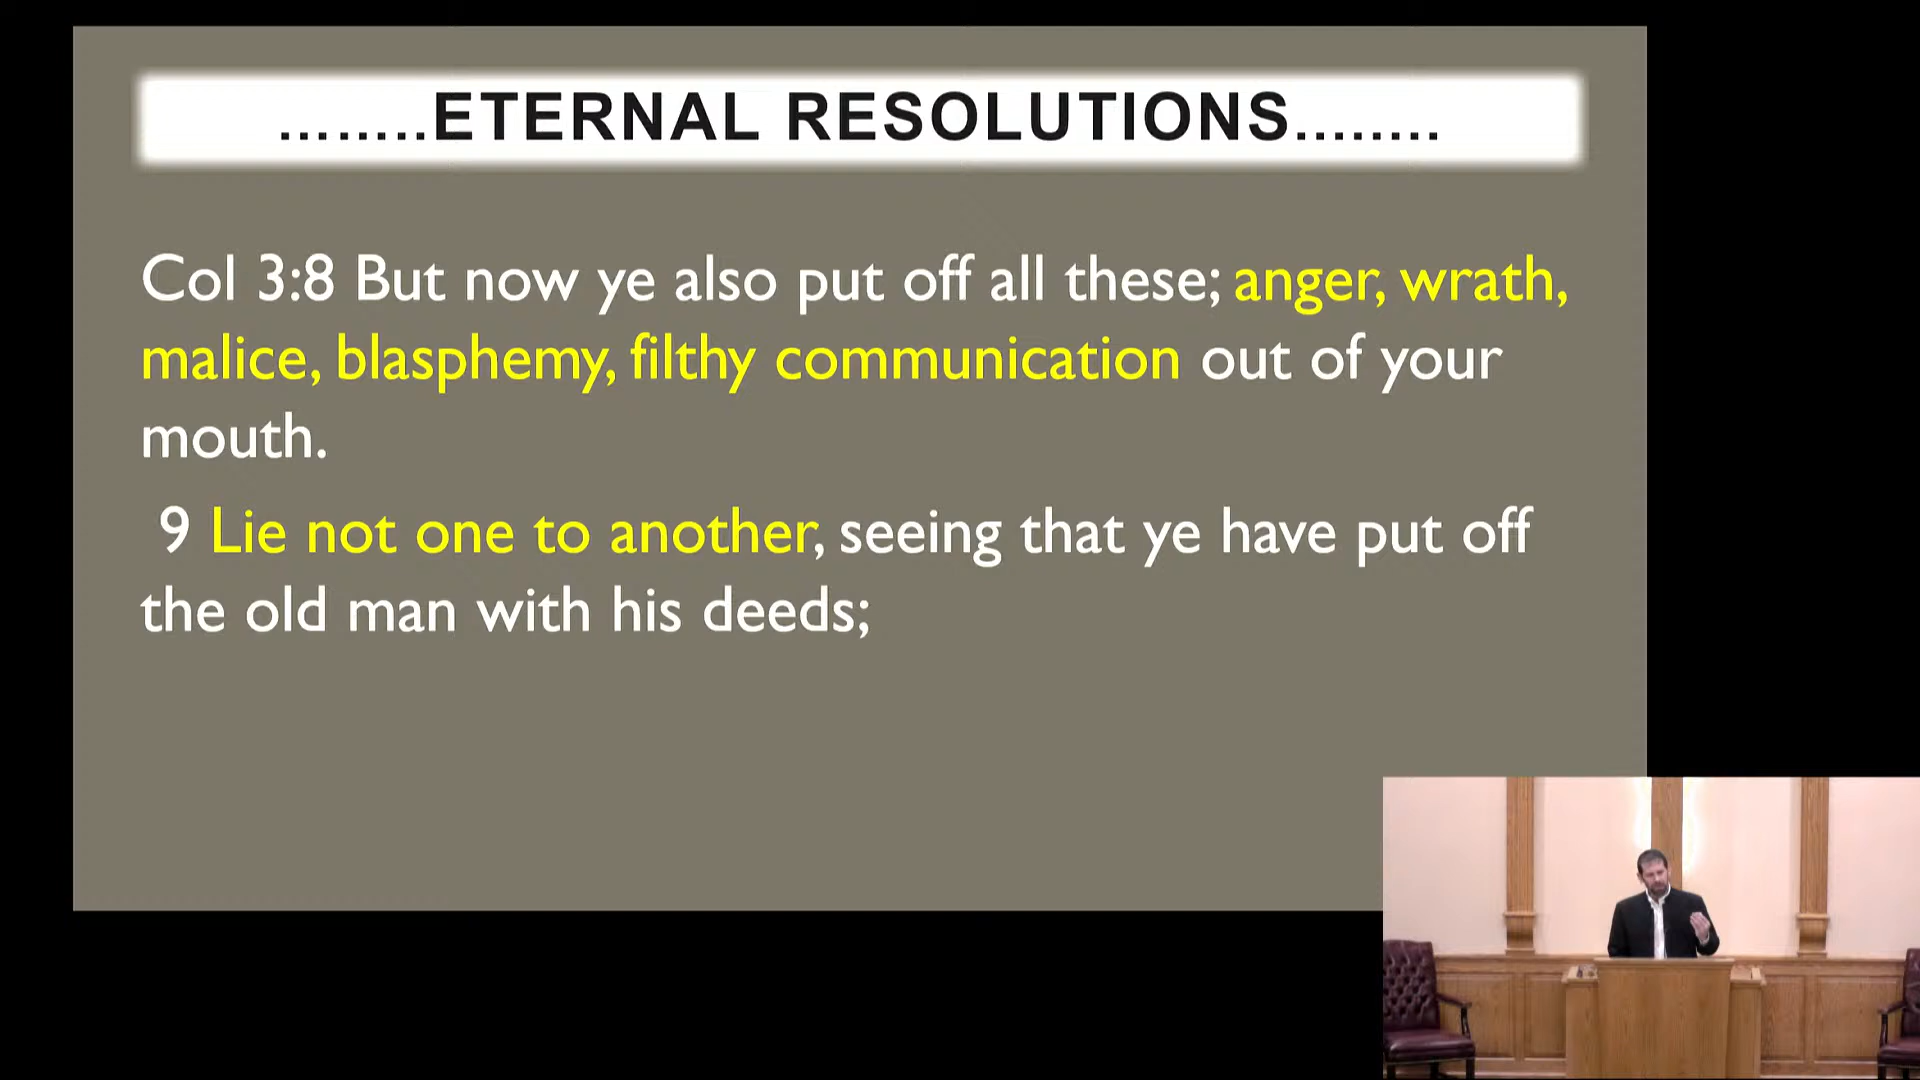 ........ETERNAL RESOLUTIONS........
Col 3:8 But now ye also put off all these; anger, wrath,
malice, blasphemy, filthy communication out of your
mouth.
9 Lie not one to another, seeing that ye have put off
the old man with his deeds;